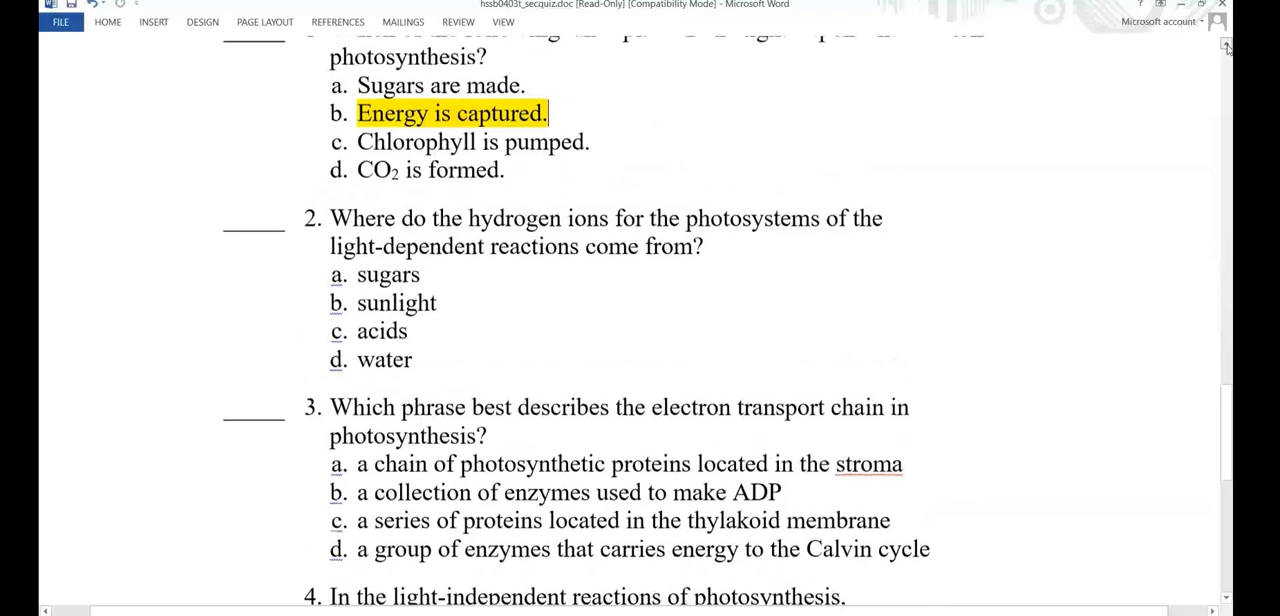 hssb0403t_secquiz.doc [Read-Only] [Compatibility Mode] - Microsoft Word
FILE HOME INSERT DESIGN PAGE LAYOUT REFERENCES MAILINGS REVIEW VIEW Microsoft account
photosynthesis?
a. Sugars are made.
b. Energy is captured.
c. Chlorophyll is pumped.
d. CO₂ is formed.
2. Where do the hydrogen ions for the photosystems of the
light-dependent reactions come from?
a. sugars
b. sunlight
c. acids
d. water
3. Which phrase best describes the electron transport chain in
photosynthesis?
a. a chain of photosynthetic proteins located in the stroma
b. a collection of enzymes used to make ADP
c. a series of proteins located in the thylakoid membrane
d. a group of enzymes that carries energy to the Calvin cycle
4. In the light-independent reactions of photosynthesis,